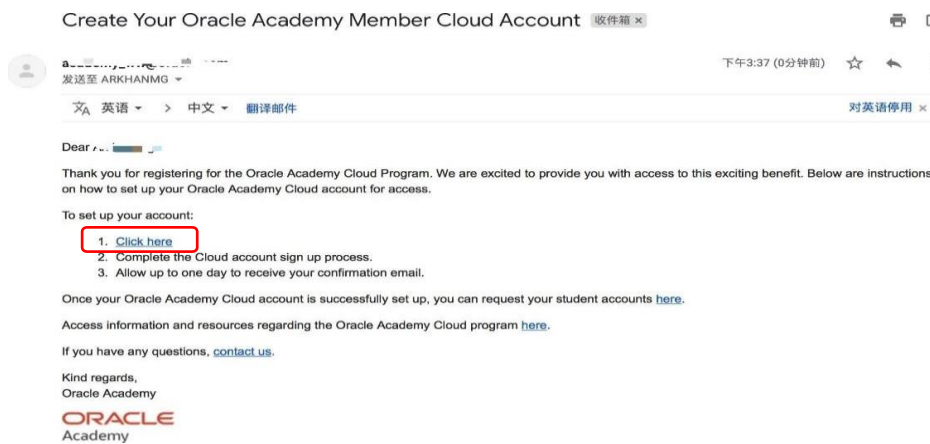 Create Your Oracle Academy Member Cloud Account 收件箱 ×
下午3:37 (0分钟前)
发送至 ARKHANMG
英语 > 中文 翻译邮件 对英语停用 ×
Dear
Thank you for registering for the Oracle Academy Cloud Program. We are excited to provide you with access to this exciting benefit. Below are instructions
on how to set up your Oracle Academy Cloud account for access.
To set up your account:
1. Click here
2. Complete the Cloud account sign up process.
3. Allow up to one day to receive your confirmation email.
Once your Oracle Academy Cloud account is successfully set up, you can request your student accounts here.
Access information and resources regarding the Oracle Academy Cloud program here.
If you have any questions, contact us.
Kind regards,
Oracle Academy
ORACLE
Academy